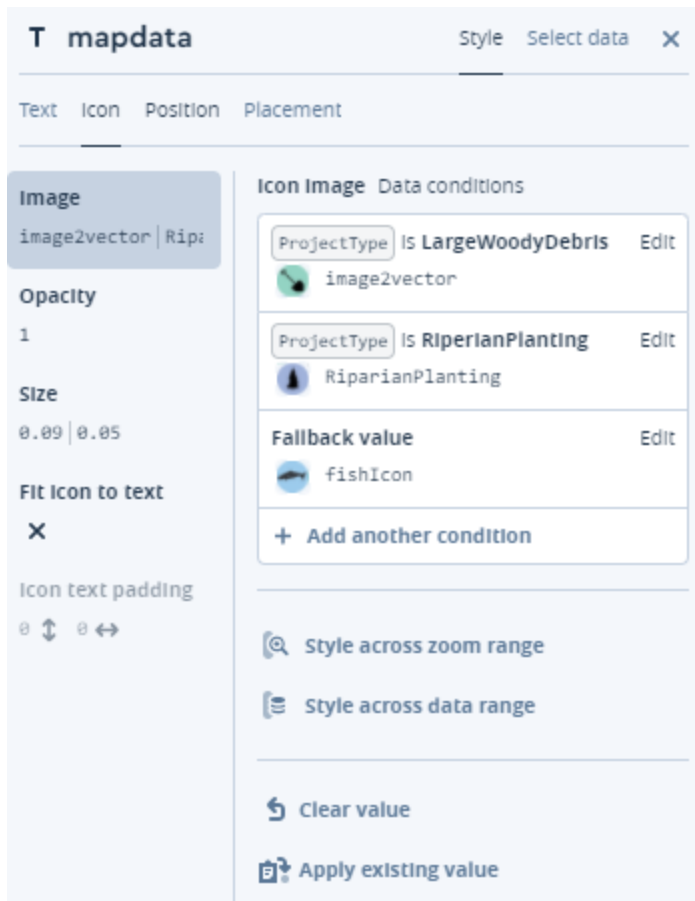 T mapdata Style Select data ×
Text Icon Position Placement
Image
image2vector Ripa
Opacity
1
Size
0.09 0.05
Fit icon to text
Icon text padding
0 0
Icon Image Data conditions
ProjectType is LargeWoodyDebris Edit
image2vector
ProjectType is RiperianPlanting Edit
RiparianPlanting
Fallback value Edit
fishIcon
+ Add another condition
Style across zoom range
Style across data range
Clear value
Apply existing value